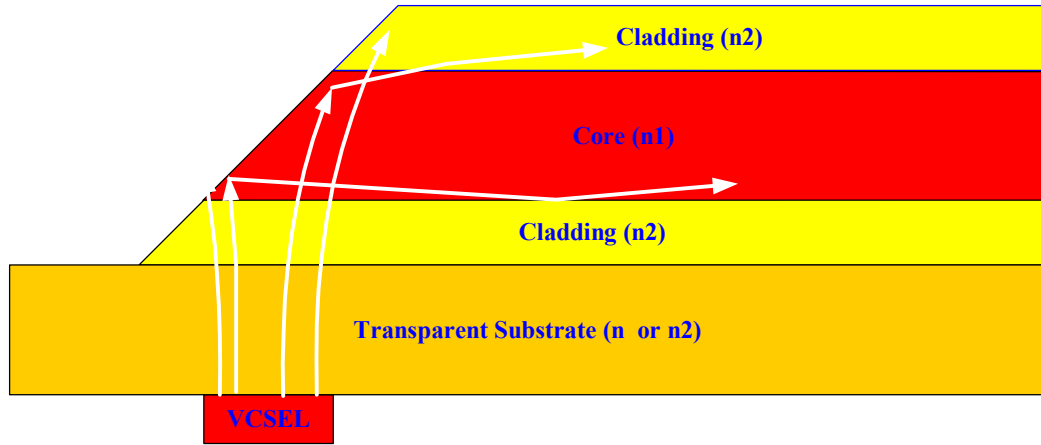 Cladding (n2)
Core (n1)
Cladding (n2)
Transparent Substrate (n or n2)
VCSEL